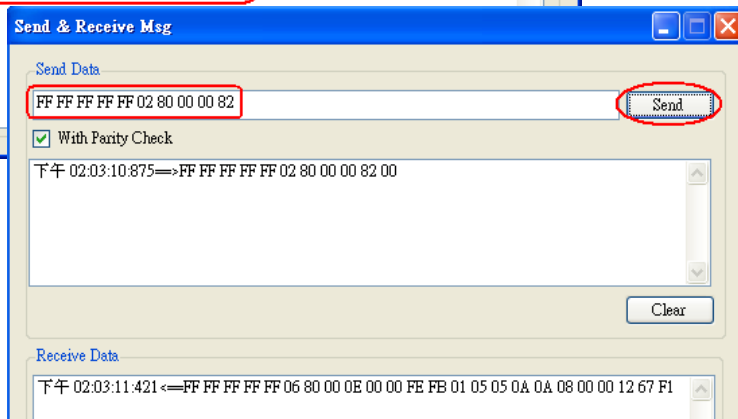 Send & Receive Msg
Send Data
FF FF FF FF FF 02 80 00 00 82
Send
With Parity Check
下午 02:03:10:875==>FF FF FF FF FF 02 80 00 00 82 00
Clear
Receive Data
下午 02:03:11:421<==FF FF FF FF FF 06 80 00 0E 00 00 FE FB 01 05 05 0A 0A 08 00 00 12 67 F1